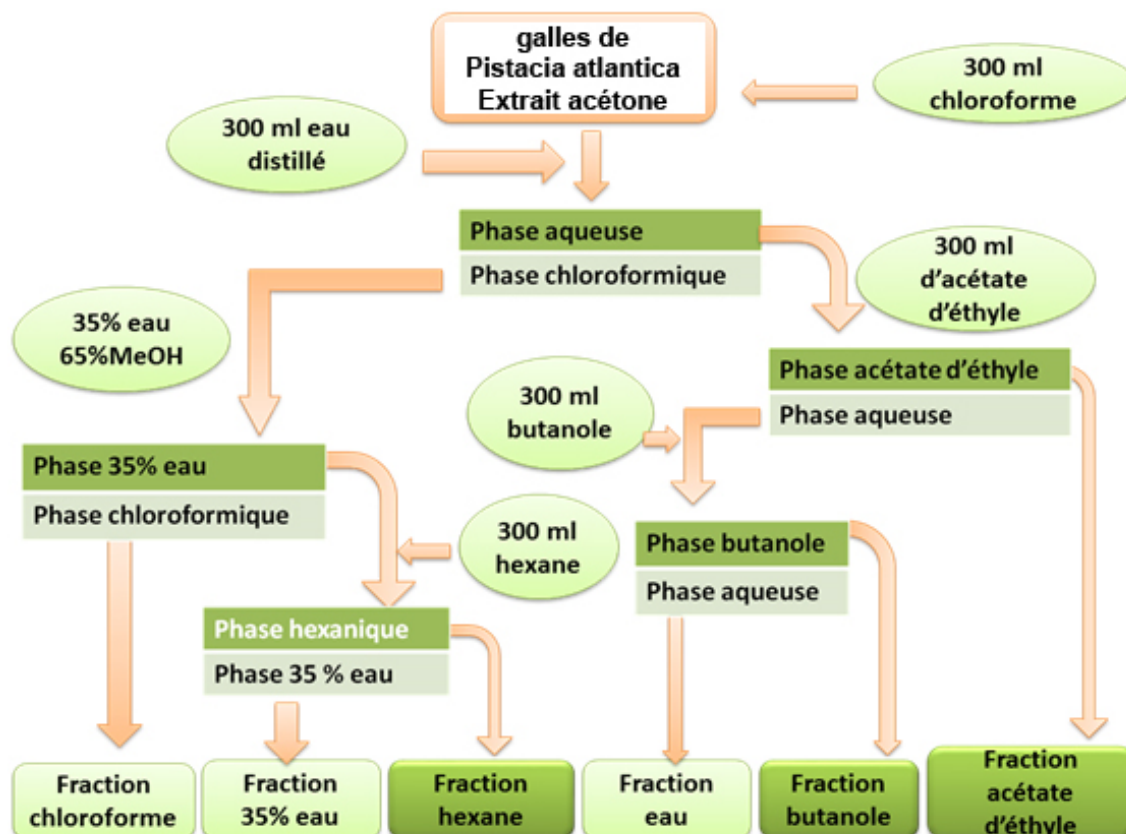 galles de
Pistacia atlantica
Extrait acétone
300 ml
chloroforme
300 ml eau
distillé
Phase aqueuse
Phase chloroformique
300 ml
d'acétate
d'éthyle
35% eau
65%MeOH
Phase acétate d'éthyle
Phase aqueuse
300 ml
butanole
Phase 35% eau
Phase chloroformique
300 ml
hexane
Phase butanole
Phase aqueuse
Phase hexanique
Phase 35 % eau
Fraction
chloroforme
Fraction
35% eau
Fraction
hexane
Fraction
eau
Fraction
butanole
Fraction
acétate
d'éthyle